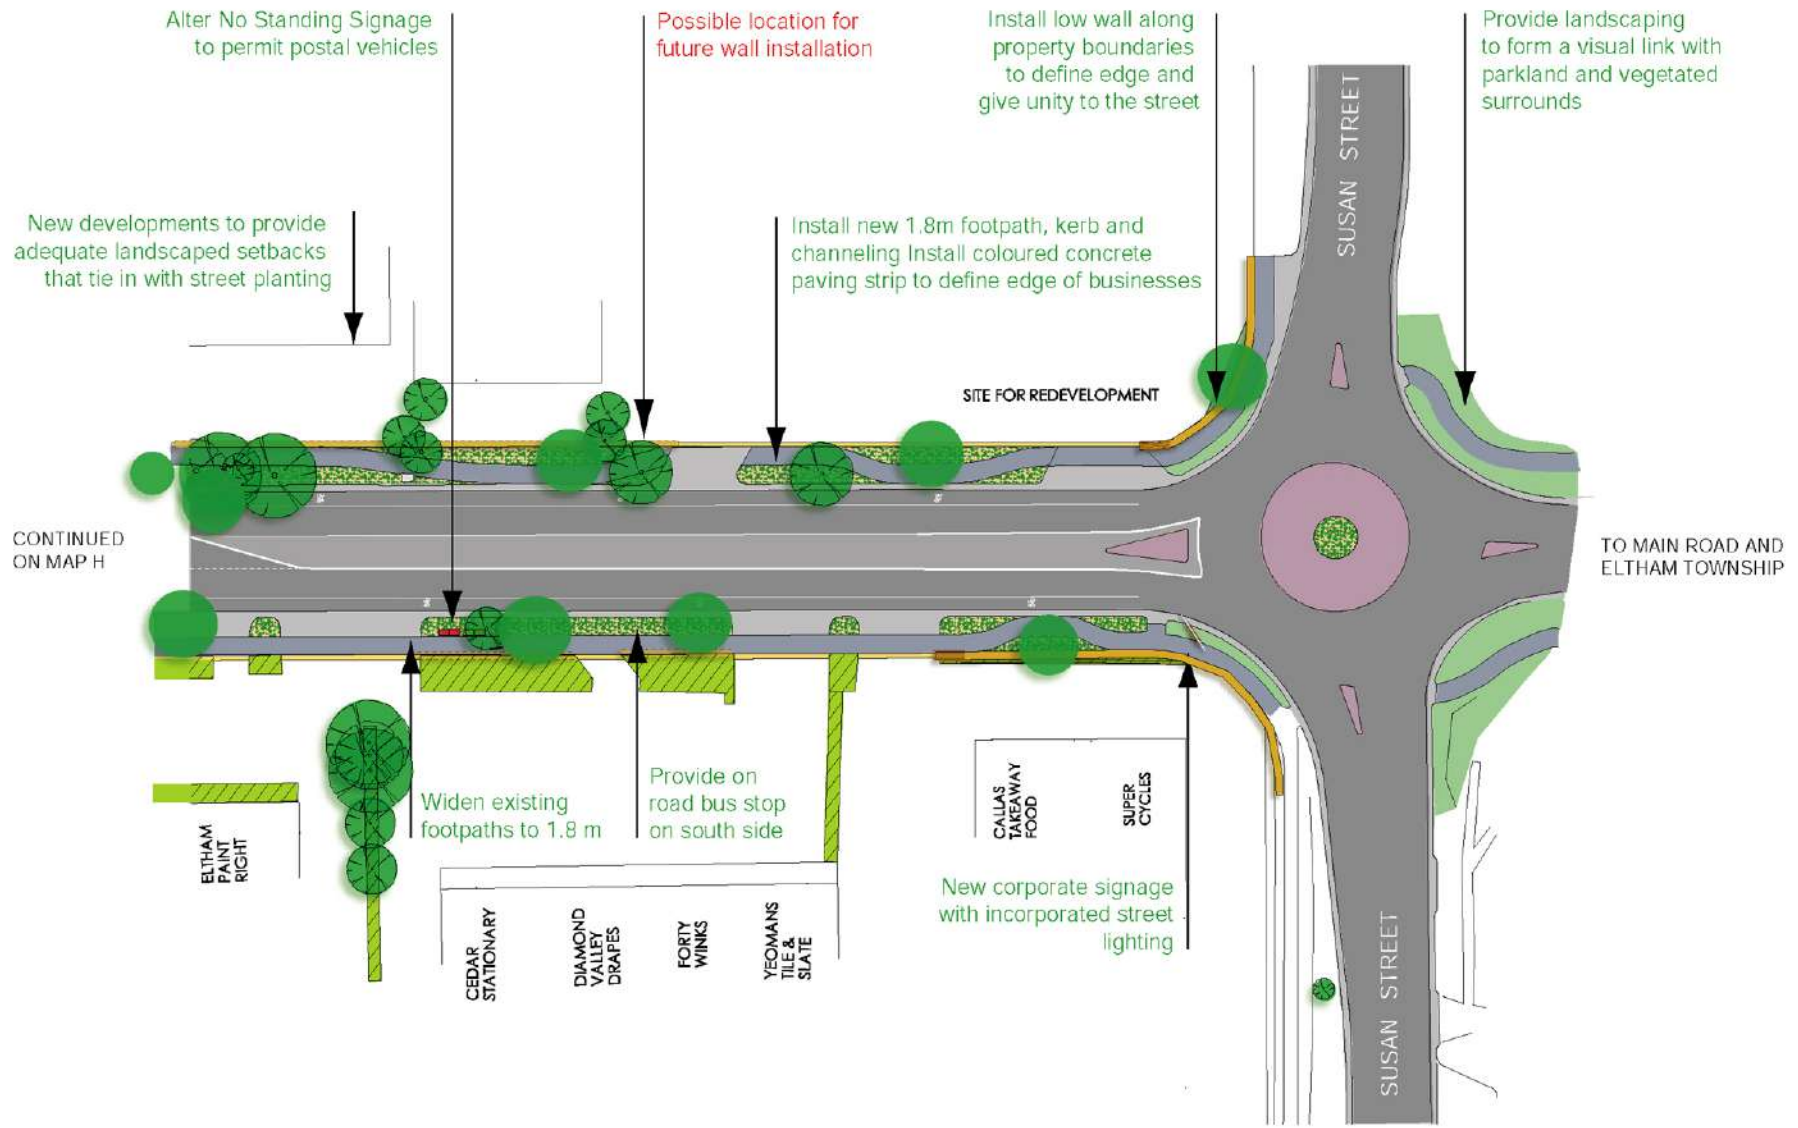 Alter No Standing Signage
to permit postal vehicles
Possible location for
future wall installation
Install low wall along
property boundaries
to define edge and
give unity to the street
Provide landscaping
to form a visual link with
parkland and vegetated
surrounds
SUSAN STREET
New developments to provide
adequate landscaped setbacks
that tie in with street planting
Install new 1.8m footpath, kerb and
channeling Install coloured concrete
paving strip to define edge of businesses
SITE FOR REDEVELOPMENT
CONTINUED
ON MAP H
TO MAIN ROAD AND
ELTHAM TOWNSHIP
Widen existing
footpaths to 1.8 m
Provide on
road bus stop
on south side
CALLAS
TAKEAWAY
FOOD
SUPER
CYCLES
ELTHAM
PAINT
RIGHT
New corporate signage
with incorporated street
lighting
CEDAR
STATIONARY
DIAMOND
VALLEY
DRAPES
FORTY
WINKS
YEOMANS
TILE &
SLATE
SUSAN STREET